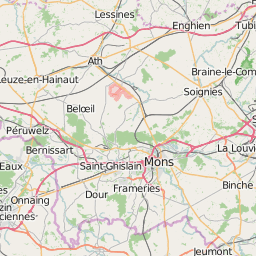 Lessines
Enghien
Tubi
Ath
Leuze-en-Hainaut
Braine-le-Com
Soignies
Belœil
Péruwelz
La Louviè
Bernissart
Saint-Ghislain
Mons
Eaux
Onnaing
Dour
Frameries
Binche
zin
ciennes
Jeumont